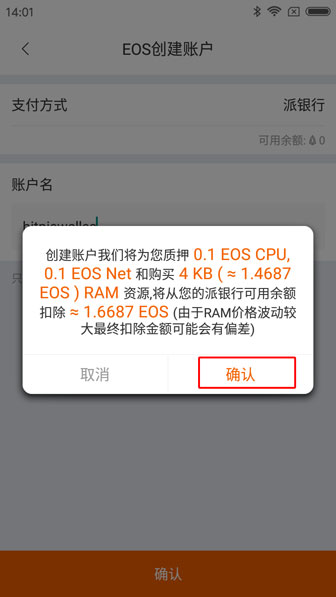 14:01
EOS创建账户
支付方式 派银行
可用余额: 0
账户名
创建账户我们将为您质押 0.1 EOS CPU,
0.1 EOS Net 和购买 4 KB ( ≈ 1.4687
EOS ) RAM 资源,将从您的派银行可用余额
扣除 ≈ 1.6687 EOS (由于RAM价格波动较
大最终扣除金额可能会有偏差)
取消 确认
确认